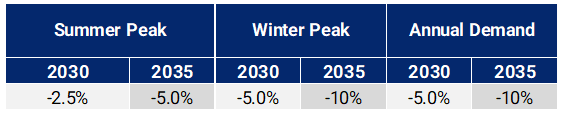 Summer Peak Winter Peak Annual Demand
2030 2035 2030 2035 2030 2035
-2.5% -5.0% -5.0% -10% -5.0% -10%